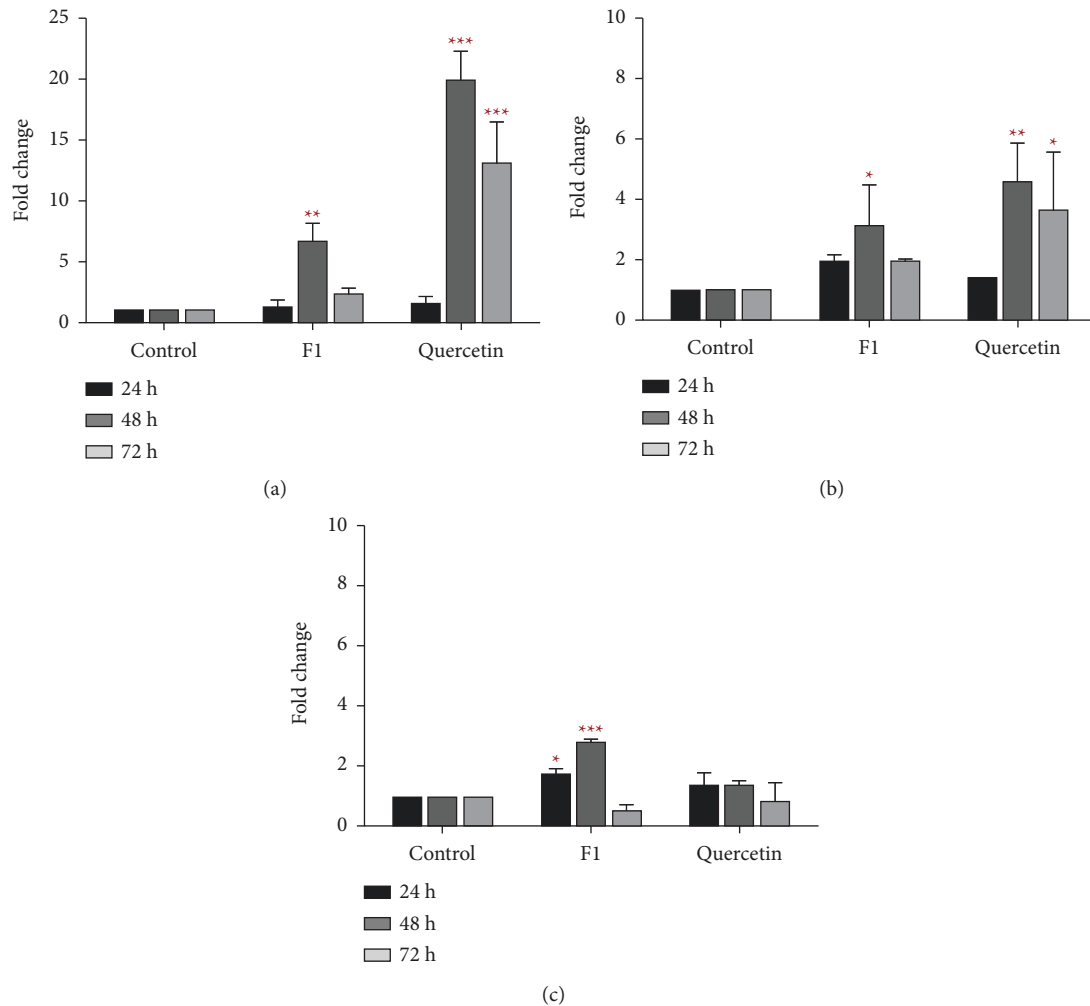 25
20
15
10
5
0
Fold change
***
***
**
Control
F1
Quercetin
24 h
48 h
72 h
(a)
10
8
6
4
2
0
Fold change
**
*
*
Control
F1
Quercetin
24 h
48 h
72 h
(b)
10
8
6
4
2
0
Fold change
***
*
Control
F1
Quercetin
24 h
48 h
72 h
(c)